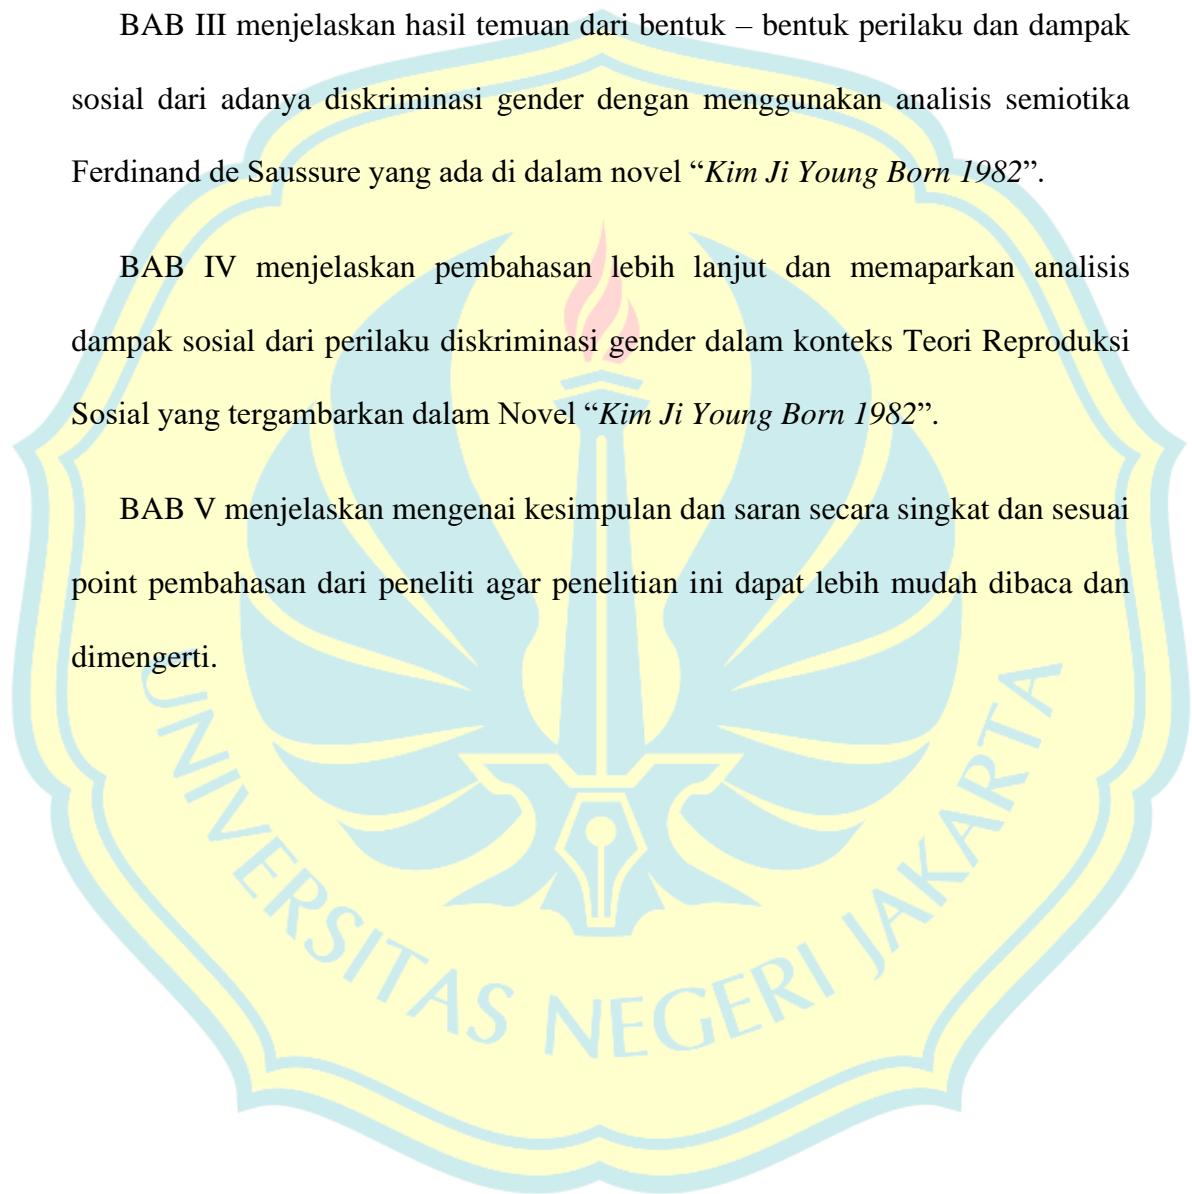 BAB III menjelaskan hasil temuan dari bentuk – bentuk perilaku dan dampak
sosial dari adanya diskriminasi gender dengan menggunakan analisis semiotika
Ferdinand de Saussure yang ada di dalam novel “Kim Ji Young Born 1982”.
BAB IV menjelaskan pembahasan lebih lanjut dan memaparkan analisis
dampak sosial dari perilaku diskriminasi gender dalam konteks Teori Reproduksi
Sosial yang tergambarkan dalam Novel “Kim Ji Young Born 1982”.
BAB V menjelaskan mengenai kesimpulan dan saran secara singkat dan sesuai
point pembahasan dari peneliti agar penelitian ini dapat lebih mudah dibaca dan
dimengerti.
UNIVERSITAS NEGERI JAKARTA